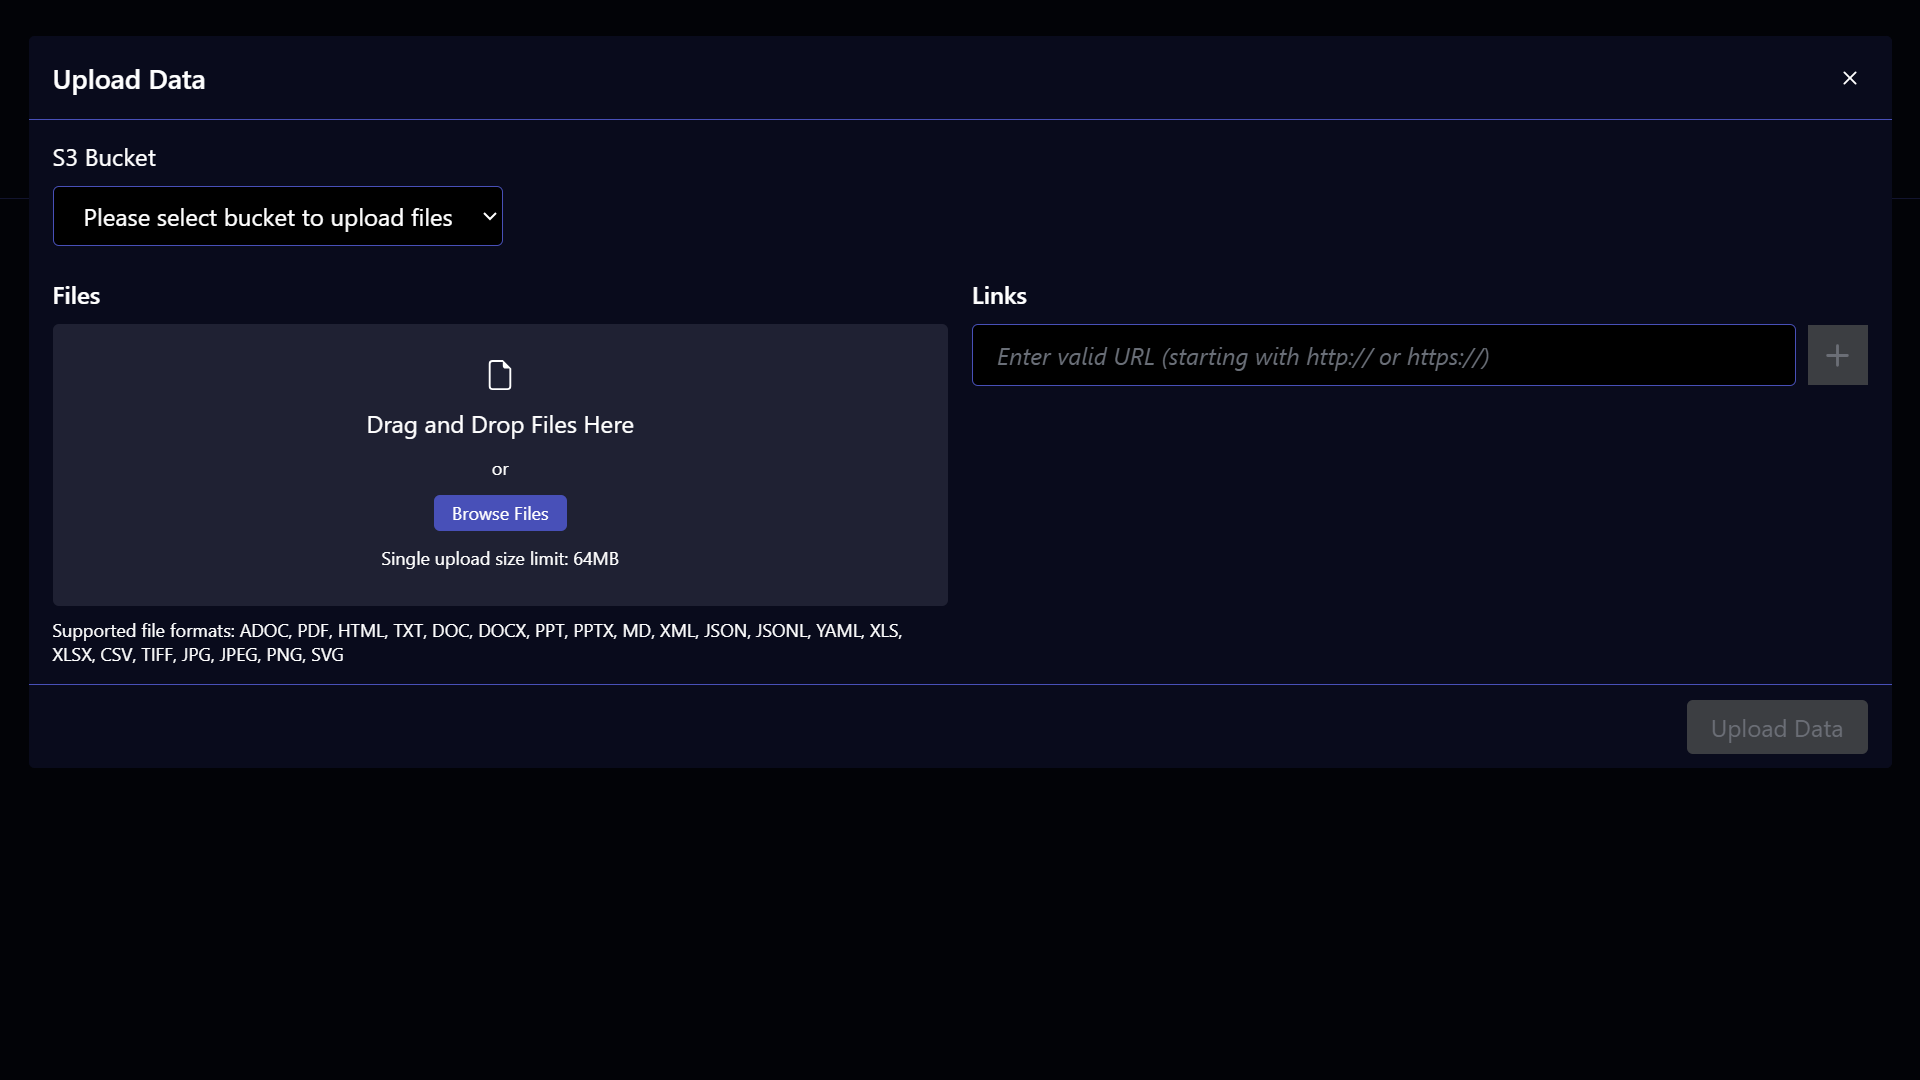 Upload Data
S3 Bucket
Please select bucket to upload files
Files
Drag and Drop Files Here
or
Browse Files
Single upload size limit: 64MB
Supported file formats: ADOC, PDF, HTML, TXT, DOC, DOCX, PPT, PPTX, MD, XML, JSON, JSONL, YAML, XLS,
XLSX, CSV, TIFF, JPG, JPEG, PNG, SVG
Links
Enter valid URL (starting with http:// or https://)
Upload Data